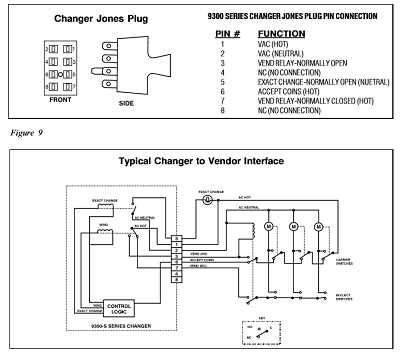 Changer Jones Plug
FRONT
SIDE
9300 SERIES CHANGER JONES PLUG PIN CONNECTION
PIN # FUNCTION
1 VAC (HOT)
2 VAC (NEUTRAL)
3 VEND RELAY-NORMALLY OPEN
4 NC (NO CONNECTION)
5 EXACT CHANGE-NORMALLY OPEN (NUETRAL)
6 ACCEPT COINS (HOT)
7 VEND RELAY-NORMALLY CLOSED (HOT)
8 NC (NO CONNECTION)
Figure 9
Typical Changer to Vendor Interface
EXACT CHANGE
AC HOT
AC NEUTRAL
EXACT CHANGE
AC NEUTRAL
VEND
AC HOT
M M M
5
1
2
3
6
7
4
8
VEND (NO)
ACCEPT COINS
VEND (NC)
CARRIER
SWITCHES
SELECT
SWITCHES
VEND
EXACT CHANGE
CONTROL
LOGIC
9300-S SERIES CHANGER
KEY
NO
C
NC